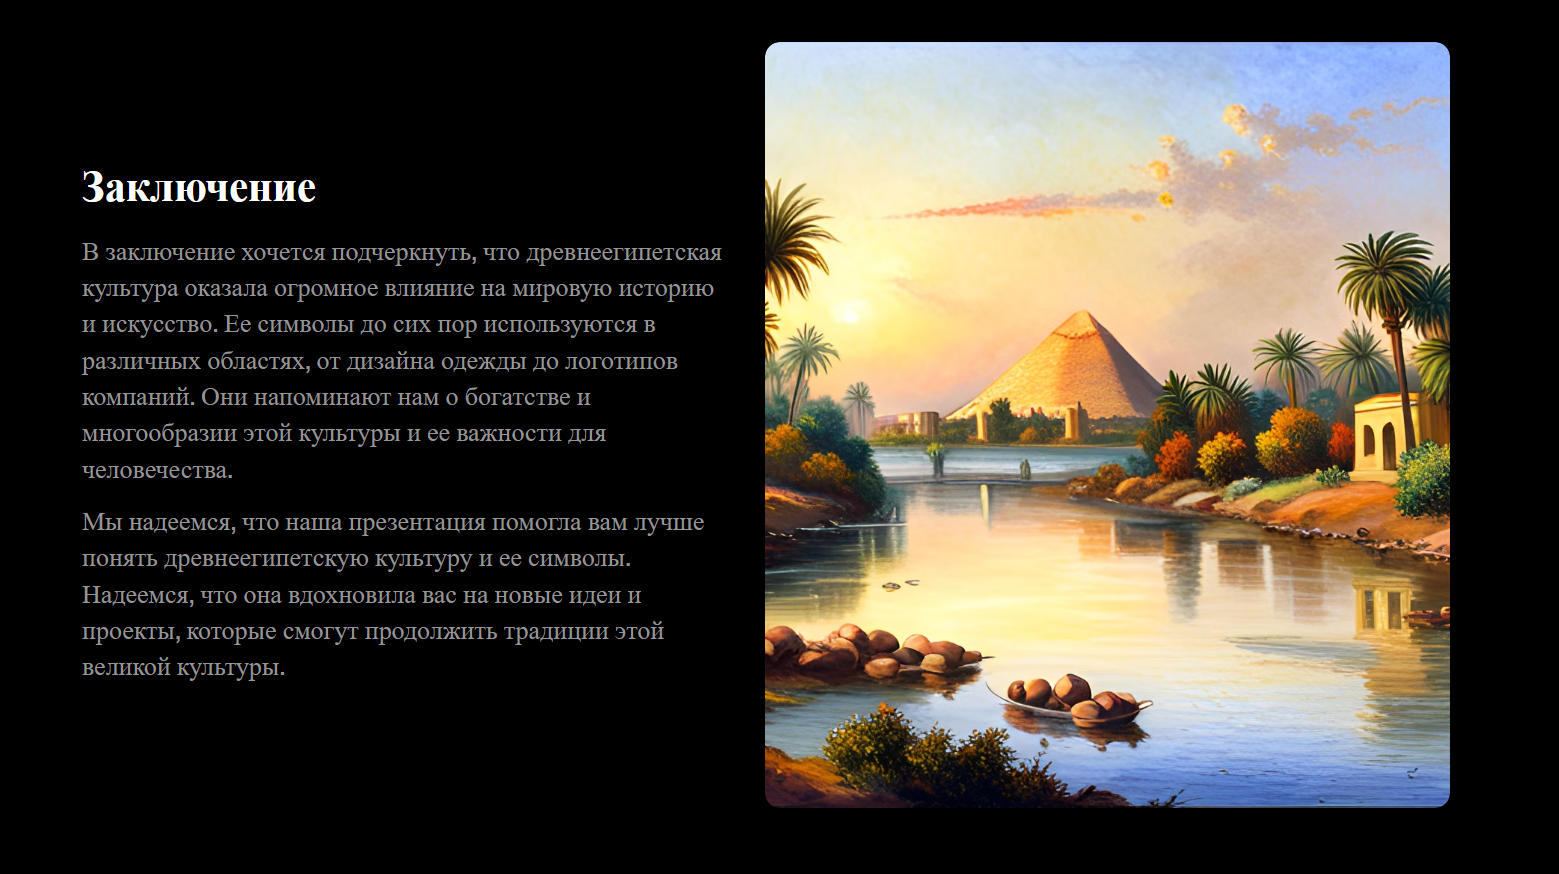 Заключение
В заключение хочется подчеркнуть, что древнеегипетская
культура оказала огромное влияние на мировую историю
и искусство. Ее символы до сих пор используются в
различных областях, от дизайна одежды до логотипов
компаний. Они напоминают нам о богатстве и
многообразии этой культуры и ее важности для
человечества.
Мы надеемся, что наша презентация помогла вам лучше
понять древнеегипетскую культуру и ее символы.
Надеемся, что она вдохновила вас на новые идеи и
проекты, которые смогут продолжить традиции этой
великой культуры.